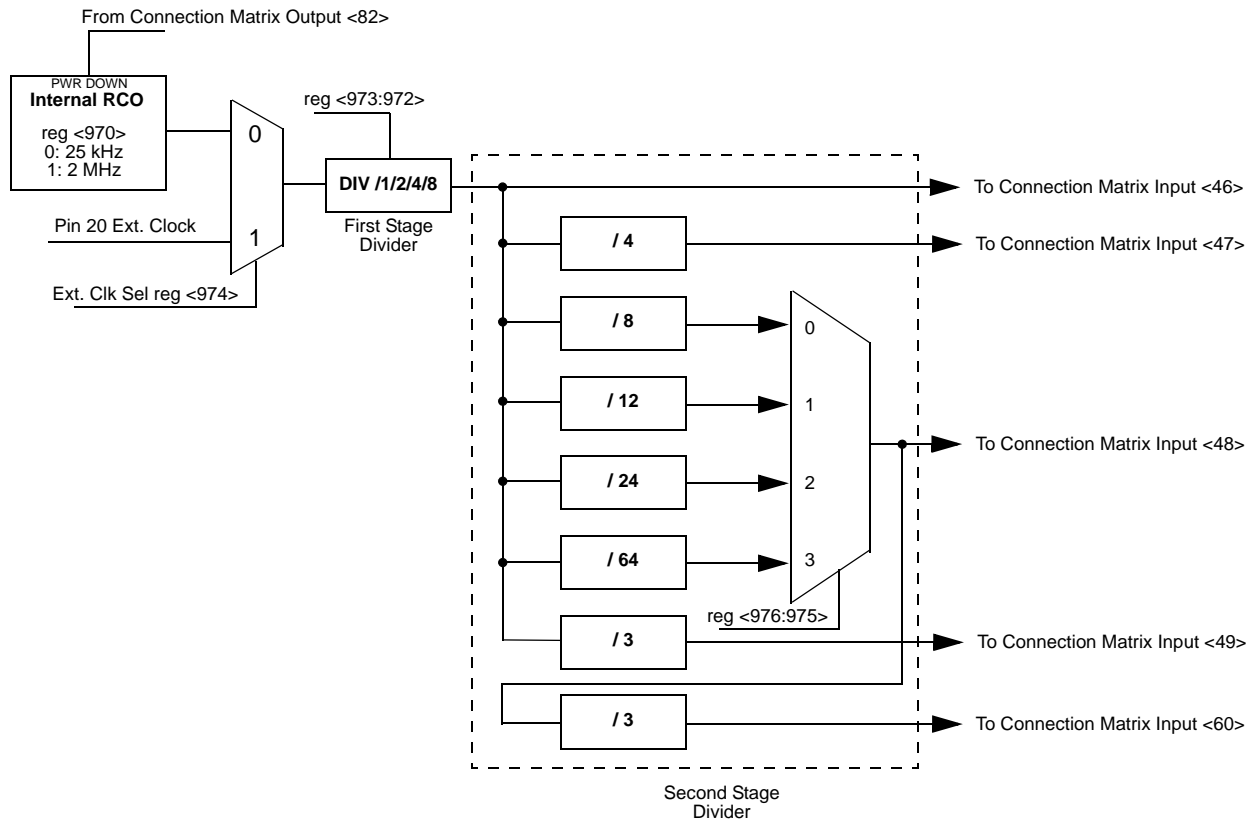 From Connection Matrix Output <82>
PWR DOWN
Internal RCO
reg <970>
0: 25 kHz
1: 2 MHz
0
1
Pin 20 Ext. Clock
Ext. Clk Sel reg <974>
reg <973:972>
DIV /1/2/4/8
First Stage
Divider
To Connection Matrix Input <46>
/ 4
To Connection Matrix Input <47>
/ 8
0
/ 12
1
To Connection Matrix Input <48>
/ 24
2
/ 64
3
reg <976:975>
/ 3
To Connection Matrix Input <49>
/ 3
To Connection Matrix Input <60>
Second Stage
Divider